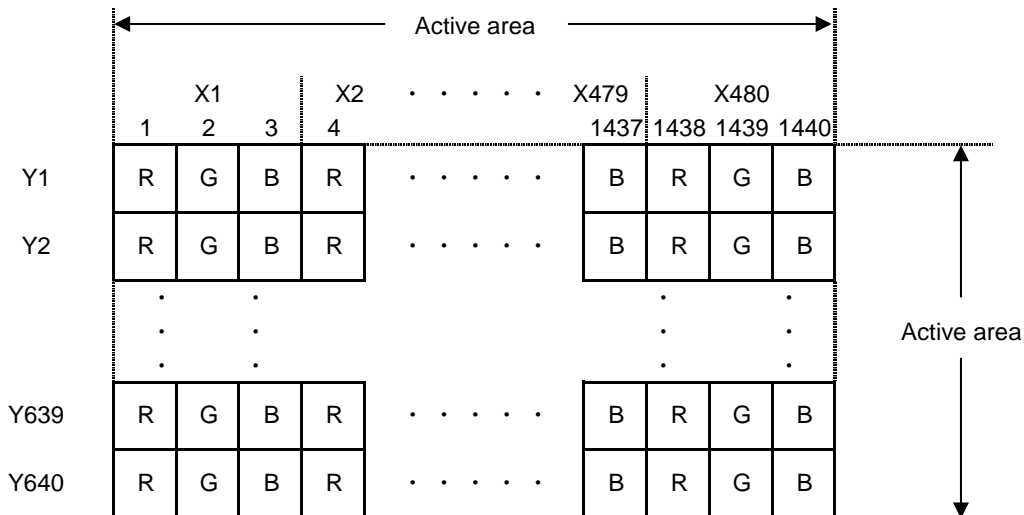 Active area
X1 X2 ・ ・ ・ ・ ・ X479 X480
1 2 3 4 1437 1438 1439 1440
Y1 R G B R ・ ・ ・ ・ ・ B R G B
Y2 R G B R ・ ・ ・ ・ ・ B R G B
・ ・ ・ ・
・ ・ ・ ・
Active area
・ ・ ・ ・
Y639 R G B R ・ ・ ・ ・ ・ B R G B
Y640 R G B R ・ ・ ・ ・ ・ B R G B